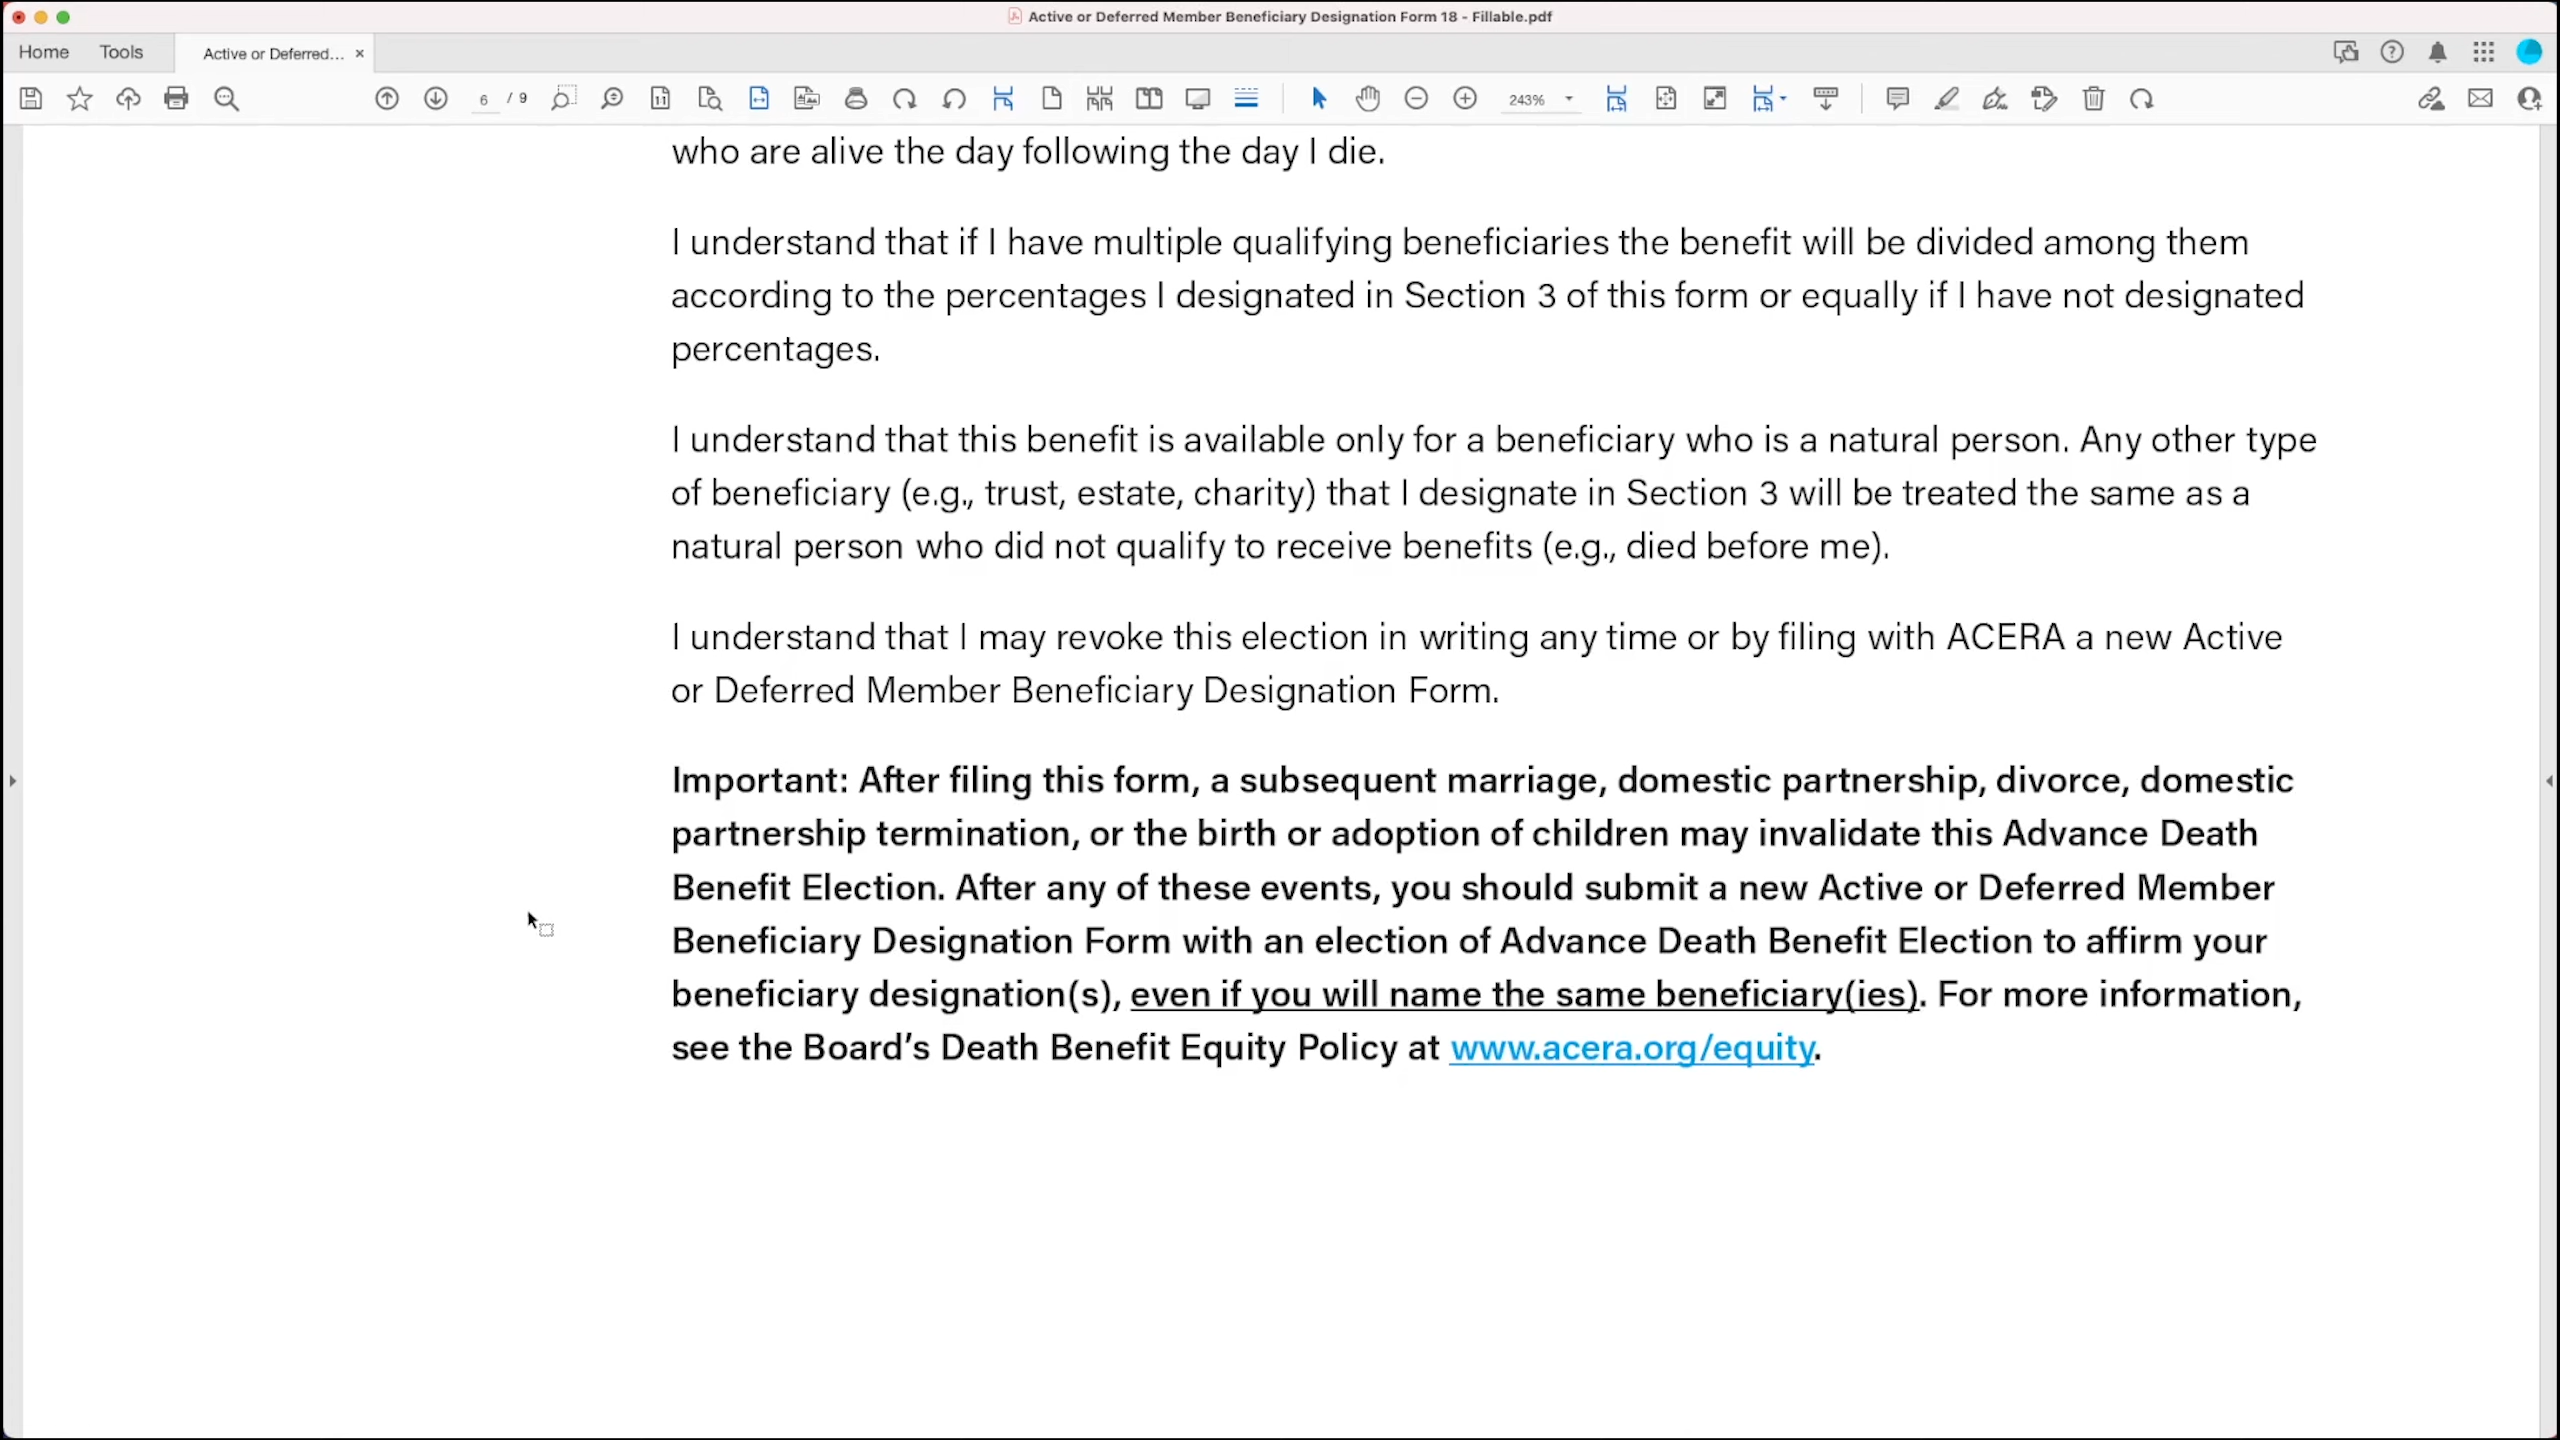 Active or Deferred Member Beneficiary Designation Form 18 - Fillable.pdf
Home Tools Active or Deferred... ×
6 / 9 243%
who are alive the day following the day I die.
I understand that if I have multiple qualifying beneficiaries the benefit will be divided among them
according to the percentages I designated in Section 3 of this form or equally if I have not designated
percentages.
I understand that this benefit is available only for a beneficiary who is a natural person. Any other type
of beneficiary (e.g., trust, estate, charity) that I designate in Section 3 will be treated the same as a
natural person who did not qualify to receive benefits (e.g., died before me).
I understand that I may revoke this election in writing any time or by filing with ACERA a new Active
or Deferred Member Beneficiary Designation Form.
Important: After filing this form, a subsequent marriage, domestic partnership, divorce, domestic
partnership termination, or the birth or adoption of children may invalidate this Advance Death
Benefit Election. After any of these events, you should submit a new Active or Deferred Member
Beneficiary Designation Form with an election of Advance Death Benefit Election to affirm your
beneficiary designation(s), even if you will name the same beneficiary(ies). For more information,
see the Board’s Death Benefit Equity Policy at www.acera.org/equity.